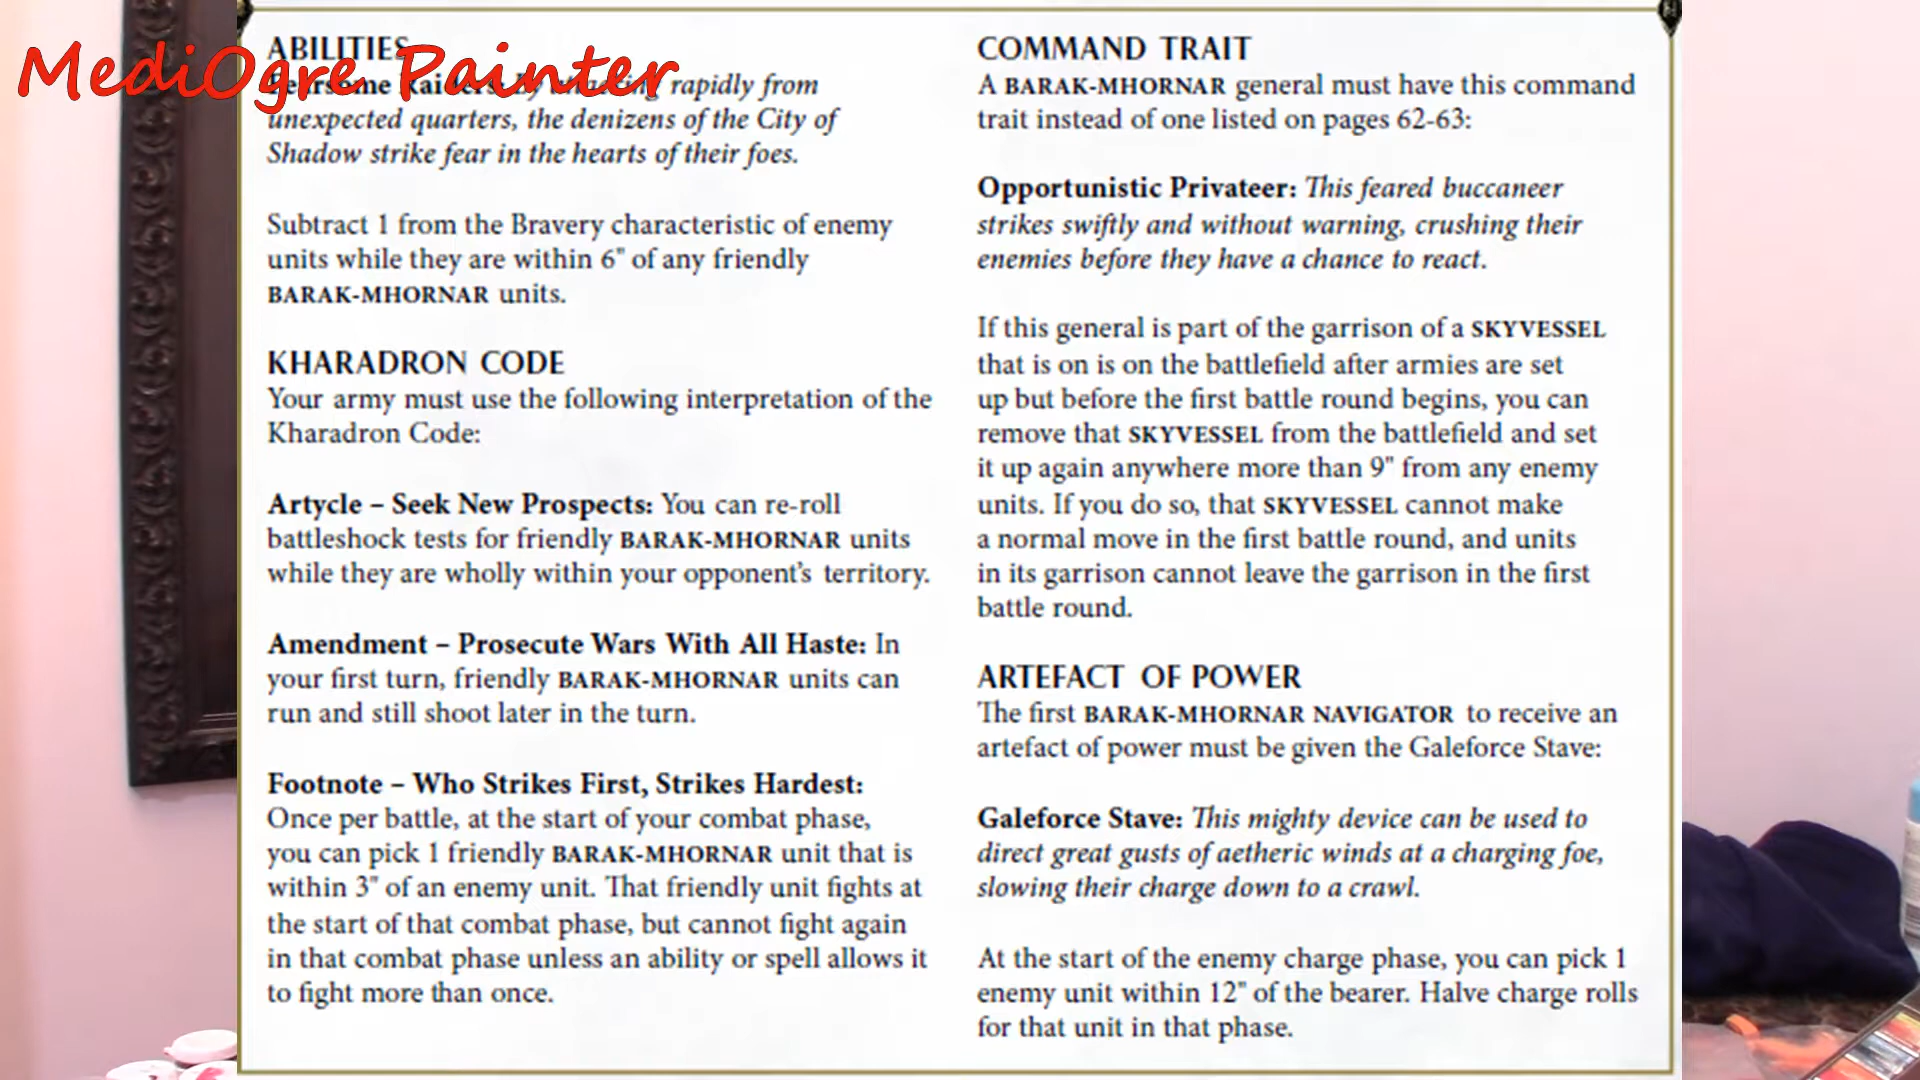 MediOgre Painter
ABILITIES
Fearsome Raiders: By attacking rapidly from
unexpected quarters, the denizens of the City of
Shadow strike fear in the hearts of their foes.
Subtract 1 from the Bravery characteristic of enemy
units while they are within 6" of any friendly
BARAK-MHORNAR units.
KHARADRON CODE
Your army must use the following interpretation of the
Kharadron Code:
Artycle – Seek New Prospects: You can re-roll
battleshock tests for friendly BARAK-MHORNAR units
while they are wholly within your opponent's territory.
Amendment – Prosecute Wars With All Haste: In
your first turn, friendly BARAK-MHORNAR units can
run and still shoot later in the turn.
Footnote – Who Strikes First, Strikes Hardest:
Once per battle, at the start of your combat phase,
you can pick 1 friendly BARAK-MHORNAR unit that is
within 3" of an enemy unit. That friendly unit fights at
the start of that combat phase, but cannot fight again
in that combat phase unless an ability or spell allows it
to fight more than once.
COMMAND TRAIT
A BARAK-MHORNAR general must have this command
trait instead of one listed on pages 62-63:
Opportunistic Privateer: This feared buccaneer
strikes swiftly and without warning, crushing their
enemies before they have a chance to react.
If this general is part of the garrison of a SKYVESSEL
that is on is on the battlefield after armies are set
up but before the first battle round begins, you can
remove that SKYVESSEL from the battlefield and set
it up again anywhere more than 9" from any enemy
units. If you do so, that SKYVESSEL cannot make
a normal move in the first battle round, and units
in its garrison cannot leave the garrison in the first
battle round.
ARTEFACT OF POWER
The first BARAK-MHORNAR NAVIGATOR to receive an
artefact of power must be given the Galeforce Stave:
Galeforce Stave: This mighty device can be used to
direct great gusts of aetheric winds at a charging foe,
slowing their charge down to a crawl.
At the start of the enemy charge phase, you can pick 1
enemy unit within 12" of the bearer. Halve charge rolls
for that unit in that phase.